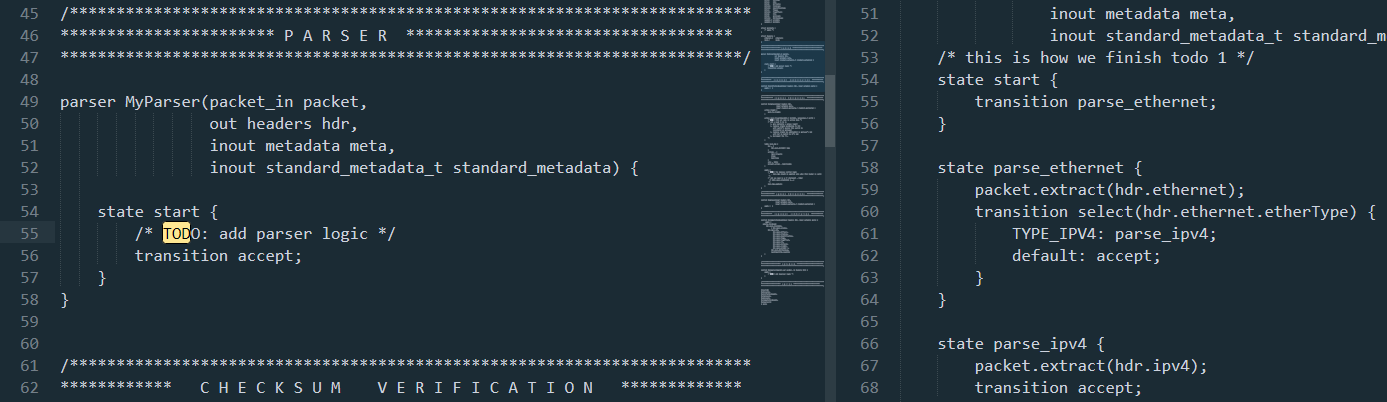 45 /*************************************************************************
46 *********************** P A R S E R ***********************************
47 *************************************************************************/
48
49 parser MyParser(packet_in packet,
50 out headers hdr,
51 inout metadata meta,
52 inout standard_metadata_t standard_metadata) {
53
54 state start {
55 /* TODO: add parser logic */
56 transition accept;
57 }
58 }
59
60
61 /*************************************************************************
62 ************ C H E C K S U M V E R I F I C A T I O N *************
51 inout metadata meta,
52 inout standard_metadata_t standard_m
53 /* this is how we finish todo 1 */
54 state start {
55 transition parse_ethernet;
56 }
57
58 state parse_ethernet {
59 packet.extract(hdr.ethernet);
60 transition select(hdr.ethernet.etherType) {
61 TYPE_IPV4: parse_ipv4;
62 default: accept;
63 }
64 }
65
66 state parse_ipv4 {
67 packet.extract(hdr.ipv4);
68 transition accept;